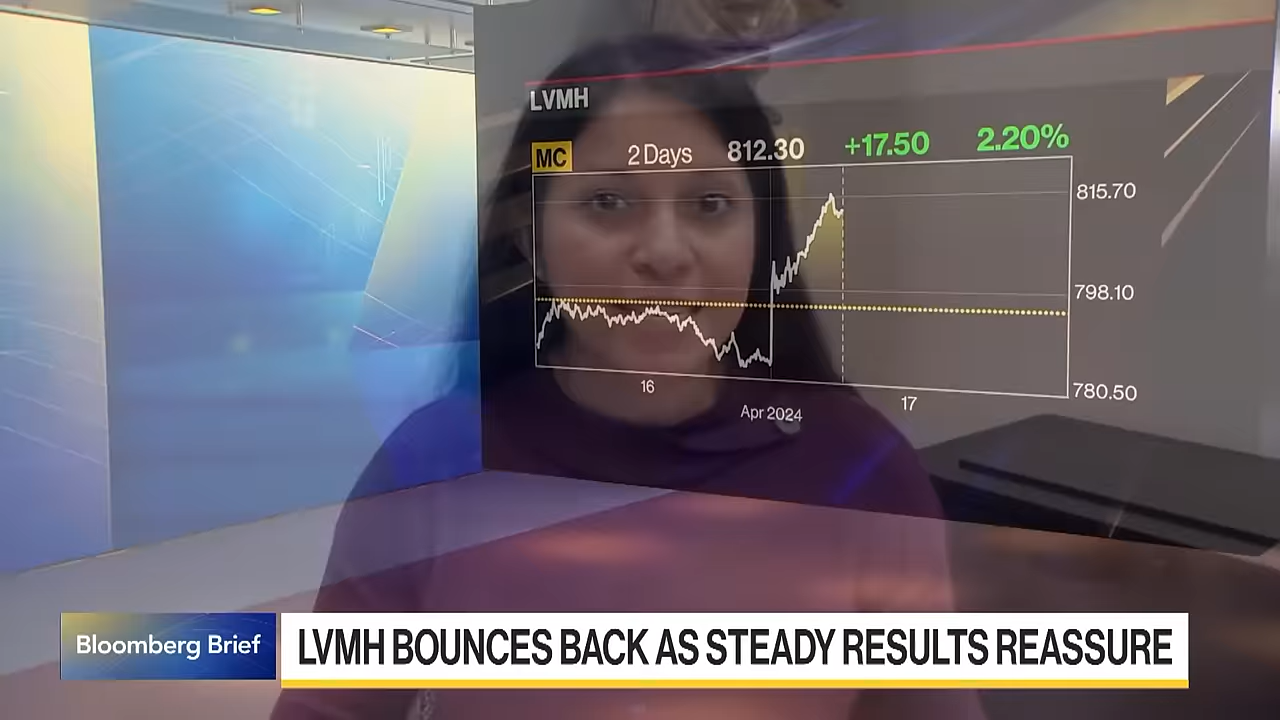 LVMH
MC 2 Days 812.30 +17.50 2.20%
815.70
798.10
780.50
16 17
Apr 2024
Bloomberg Brief
LVMH BOUNCES BACK AS STEADY RESULTS REASSURE